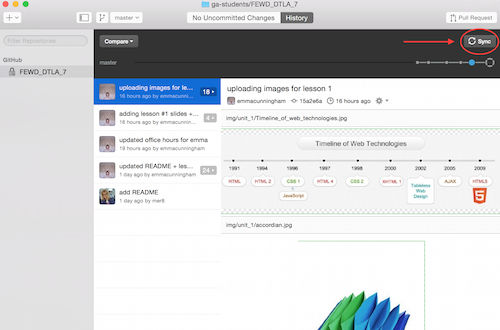 ga-students/FEWD_DTLA_7
master
No Uncommitted Changes
History
Pull Request
Filter Repositories
Compare
Sync
master
GitHub
FEWD_DTLA_7
uploading images for le...
16 hours ago by emmacunningham
18
adding lesson #1 slides +...
16 hours ago by emmacunningham
updated office hours for emma
16 hours ago by emmacunningham
updated README + less...
1 day ago by emmacunningham
24
add README
1 day ago by mer8
uploading images for lesson 1
emmacunningham
15a2e6a
16 hours ago
img/unit_1/Timeline_of_web_technologies.jpg
Timeline of Web Technologies
1991 1994 1996 1997 1998 2000 2002 2005 2009
HTML HTML 2 CSS 1 HTML 4 CSS 2 XHTML 1 Tableless Web Design AJAX HTML5
JavaScript
img/unit_1/accordian.jpg